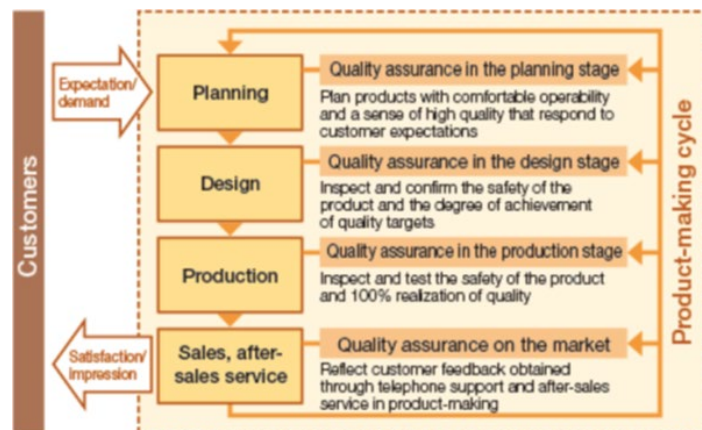 Customers
Expectation/
demand
Planning
Quality assurance in the planning stage
Plan products with comfortable operability
and a sense of high quality that respond to
customer expectations
Design
Quality assurance in the design stage
Inspect and confirm the safety of the
product and the degree of achievement
of quality targets
Production
Quality assurance in the production stage
Inspect and test the safety of the product
and 100% realization of quality
Satisfaction/
impression
Sales, after-
sales service
Quality assurance on the market
Reflect customer feedback obtained
through telephone support and after-sales
service in product-making
Product-making cycle